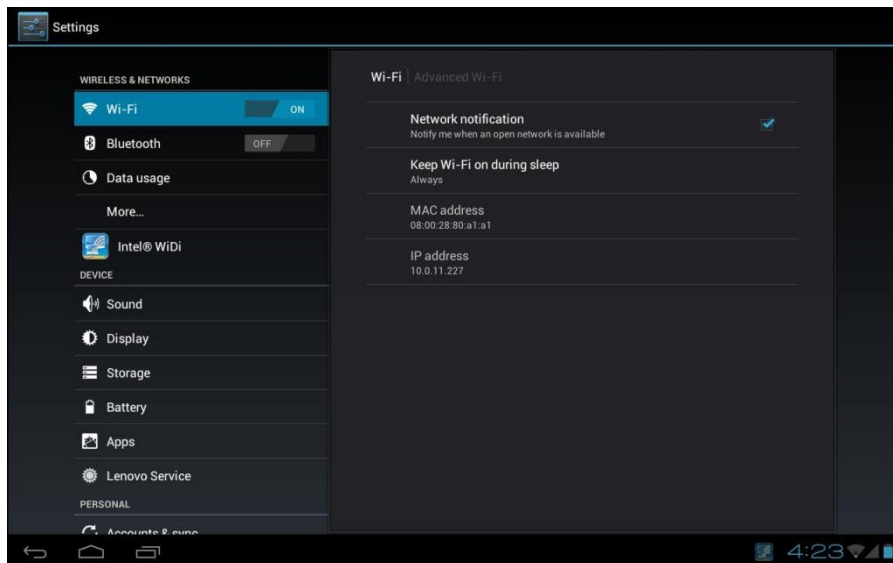 Settings
WIRELESS & NETWORKS
Wi-Fi
ON
Bluetooth
OFF
Data usage
More...
Intel® WiDi
DEVICE
Sound
Display
Storage
Battery
Apps
Lenovo Service
PERSONAL
Accounts & sync
Wi-Fi | Advanced Wi-Fi
Network notification
Notify me when an open network is available
Keep Wi-Fi on during sleep
Always
MAC address
08:00:28:80:a1:a1
IP address
10.0.11.227
4:23